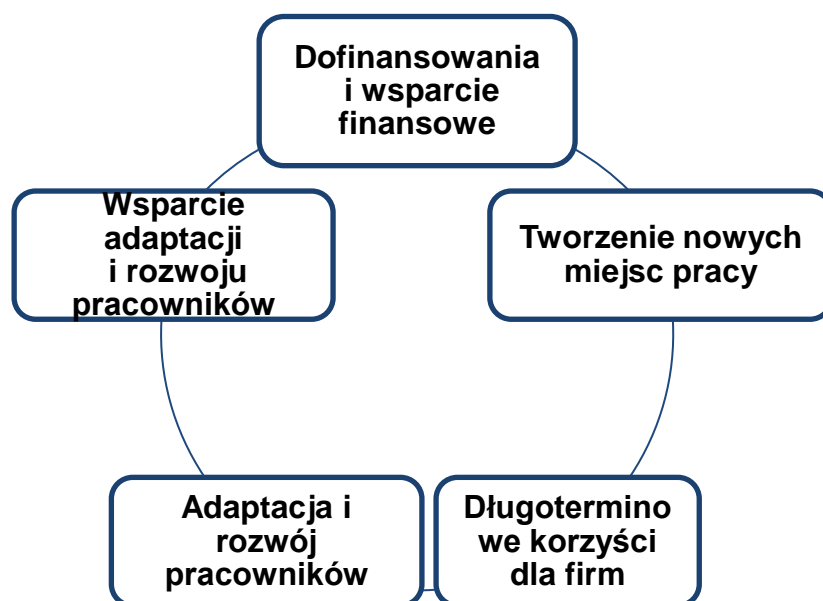 Dofinansowania
i wsparcie
finansowe
Wsparcie
adaptacji
i rozwoju
pracowników
Tworzenie nowych
miejsc pracy
Adaptacja i
rozwój
pracowników
Długotermino
we korzyści
dla firm